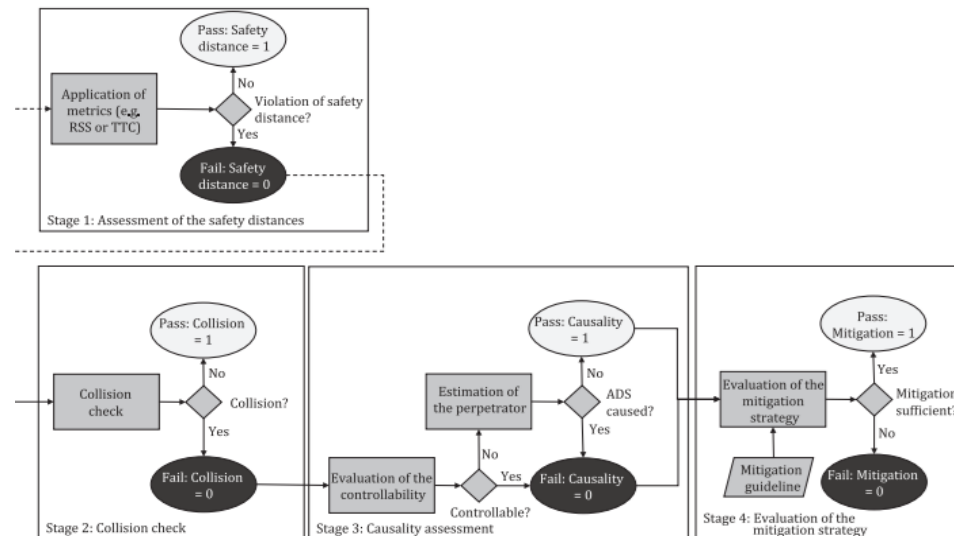 Pass: Safety
distance = 1
No
Application of
metrics (e.g.
RSS or TTC)
Violation of safety
distance?
Yes
Fail: Safety
distance = 0
Stage 1: Assessment of the safety distances
Pass: Collision
= 1
No
Collision
check
Collision?
Yes
Fail: Collision
= 0
Stage 2: Collision check
Pass: Causality
= 1
No
Estimation of
the perpetrator
ADS
caused?
Yes
No
Evaluation of the
controllability
Yes
Controllable?
Fail: Causality
= 0
Stage 3: Causality assessment
Pass:
Mitigation = 1
Yes
Evaluation of the
mitigation
strategy
Mitigation
sufficient?
No
Mitigation
guideline
Fail: Mitigation
= 0
Stage 4: Evaluation of the
mitigation strategy